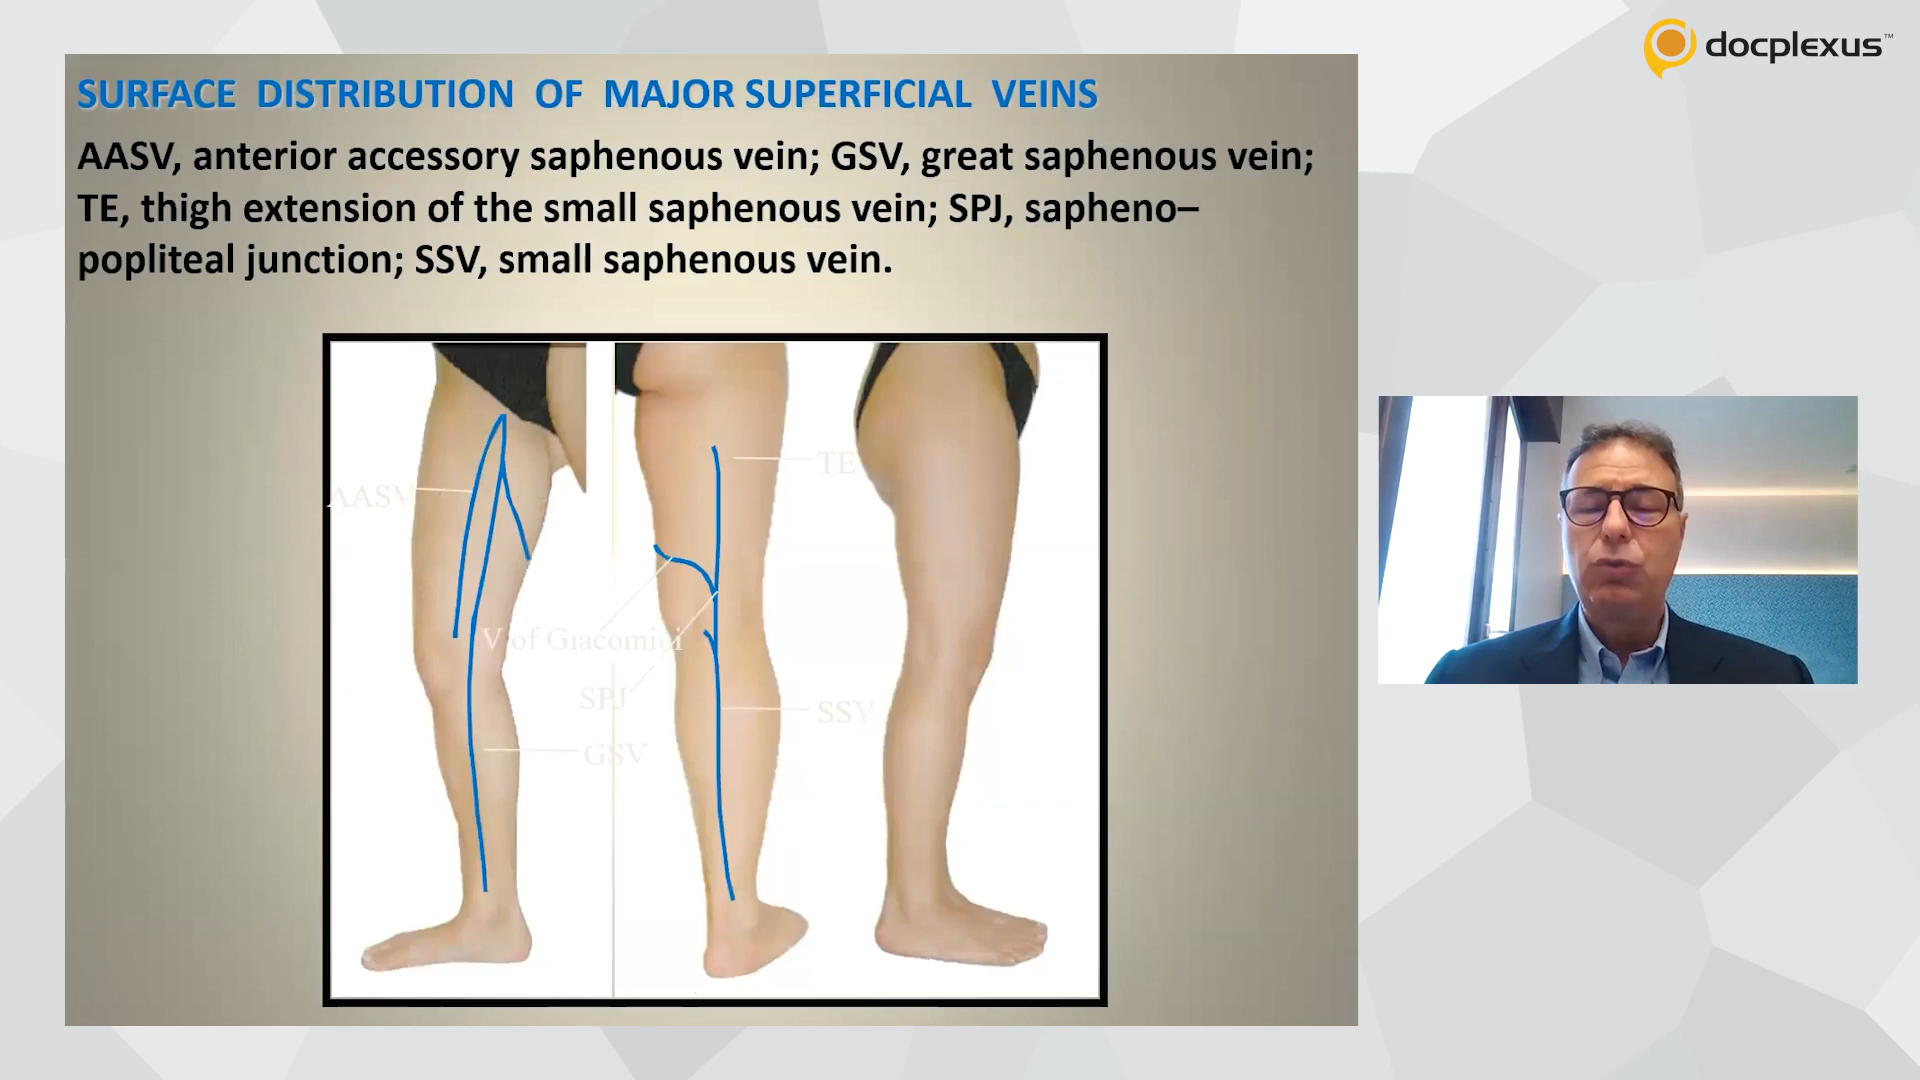 docplexus™
SURFACE DISTRIBUTION OF MAJOR SUPERFICIAL VEINS
AASV, anterior accessory saphenous vein; GSV, great saphenous vein;
TE, thigh extension of the small saphenous vein; SPJ, sapheno–
popliteal junction; SSV, small saphenous vein.
TE
AASV
V of Giacomini
SPJ
SSV
GSV